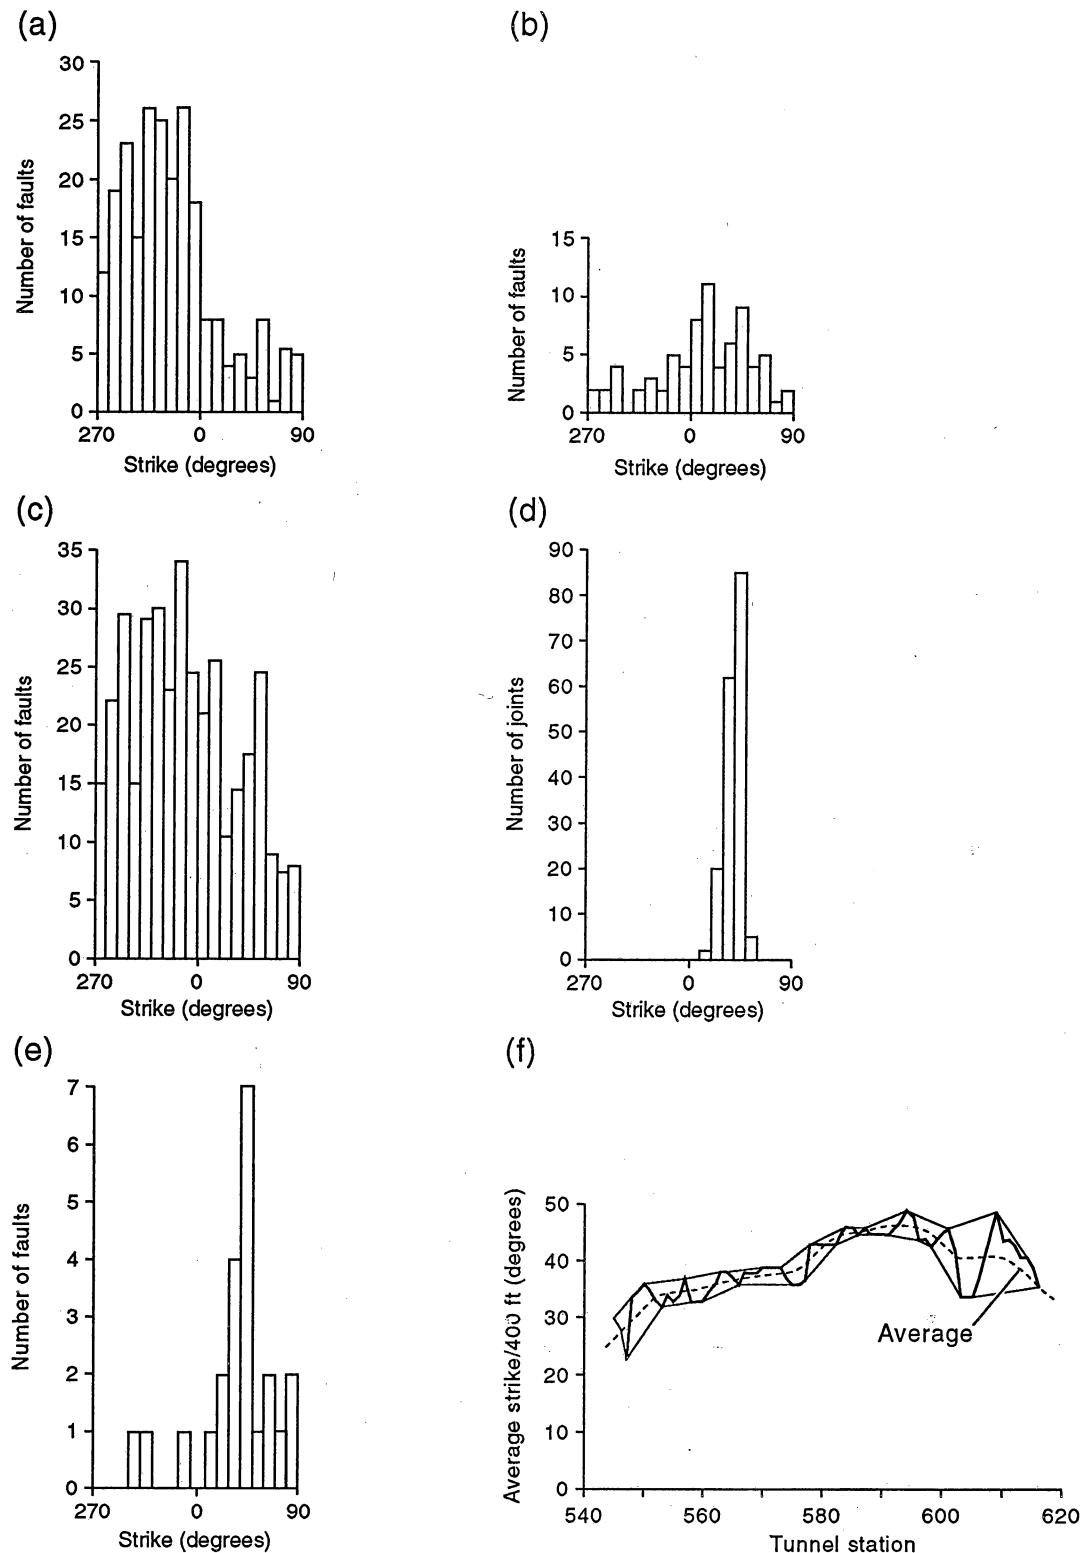 (a)
30
25
20
15
10
5
0
Number of faults
270 0 90
Strike (degrees)
(b)
15
10
5
0
Number of faults
270 0 90
Strike (degrees)
(c)
35
30
25
20
15
10
5
0
Number of faults
270 0 90
Strike (degrees)
(d)
90
80
70
60
50
40
30
20
10
0
Number of joints
270 0 90
Strike (degrees)
(e)
7
6
5
4
3
2
1
0
Number of faults
270 0 90
Strike (degrees)
(f)
50
40
30
20
10
0
Average strike/400 ft (degrees)
Average
540 560 580 600 620
Tunnel station